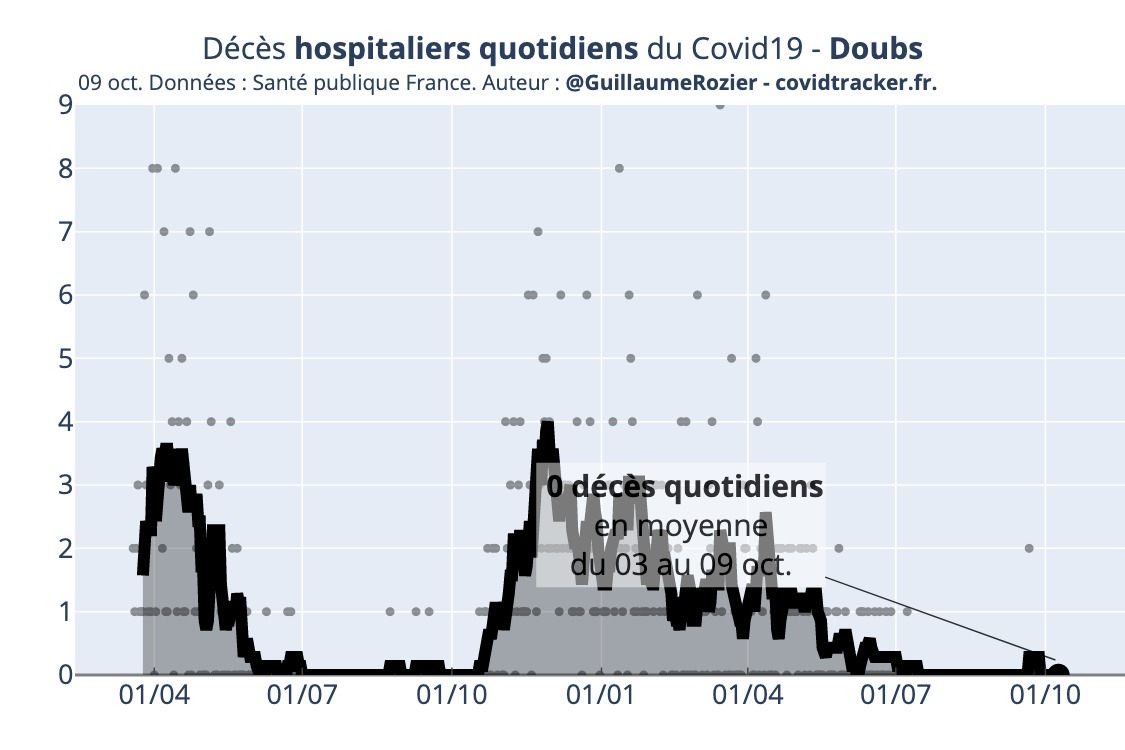 Décès hospitaliers quotidiens du Covid19 - Doubs
09 oct. Données : Santé publique France. Auteur : @GuillaumeRozier - covidtracker.fr.
9
8
7
6
5
4
3
2
1
0
0 décès quotidiens
en moyenne
du 03 au 09 oct.
01/04 01/07 01/10 01/01 01/04 01/07 01/10